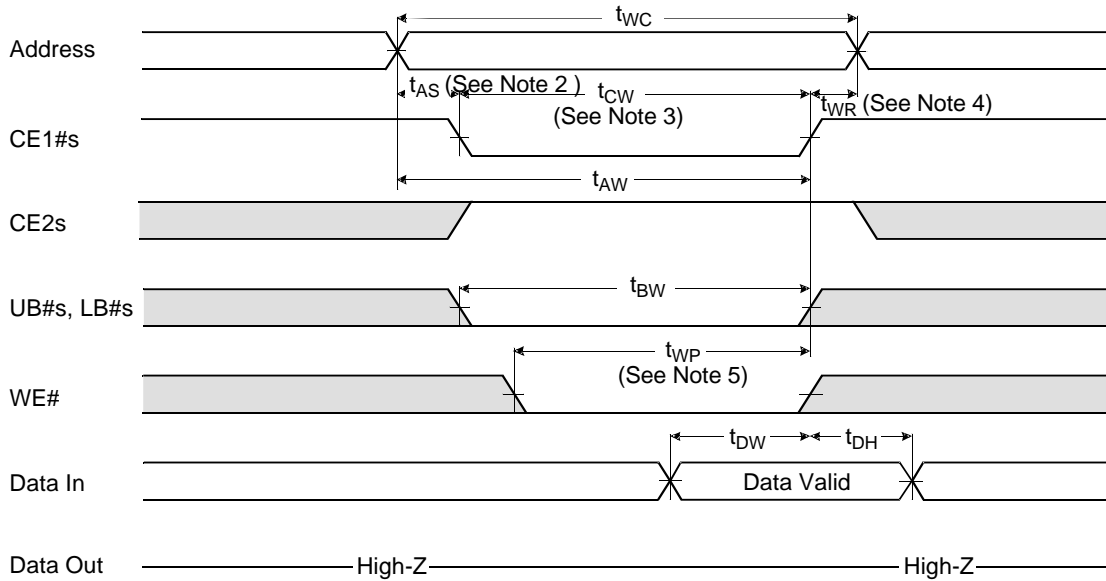 tWC
Address
tAS (See Note 2 )
tCW
(See Note 3)
tWR (See Note 4)
CE1#s
tAW
CE2s
tBW
UB#s, LB#s
tWP
(See Note 5)
WE#
tDW
tDH
Data In
Data Valid
Data Out
High-Z
High-Z